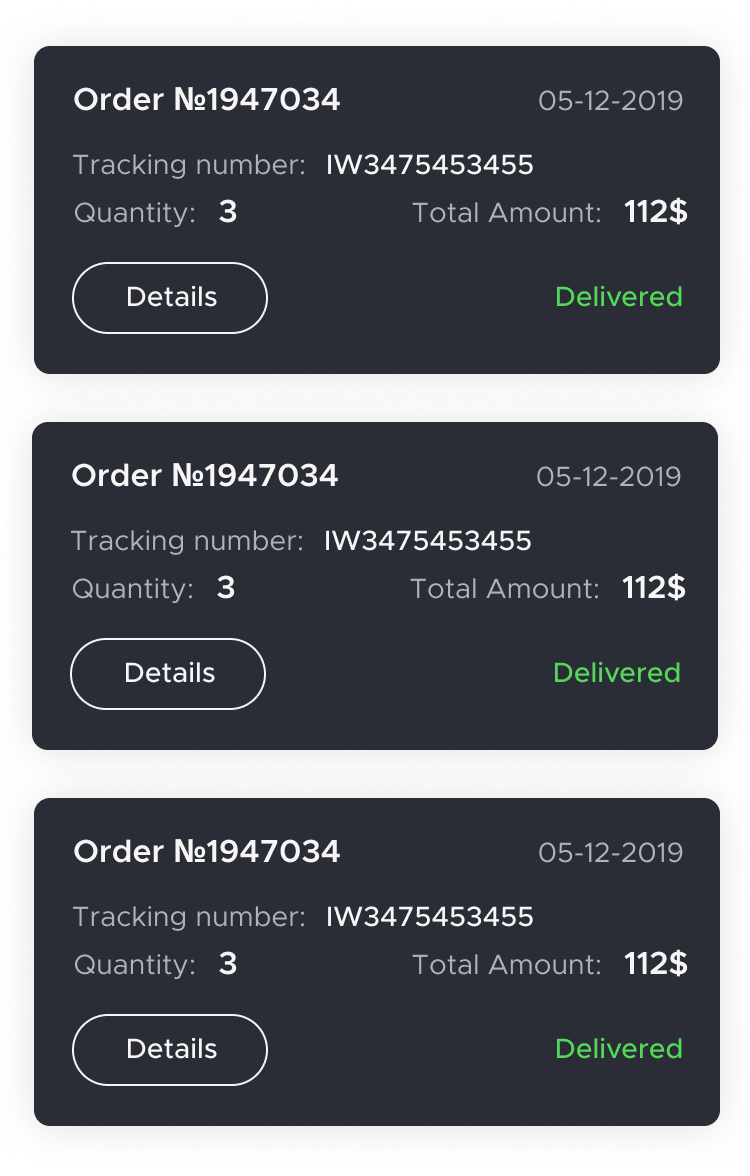 Order №1947034 05-12-2019
Tracking number: IW3475453455
Quantity: 3 Total Amount: 112$
Details Delivered
Order №1947034 05-12-2019
Tracking number: IW3475453455
Quantity: 3 Total Amount: 112$
Details Delivered
Order №1947034 05-12-2019
Tracking number: IW3475453455
Quantity: 3 Total Amount: 112$
Details Delivered